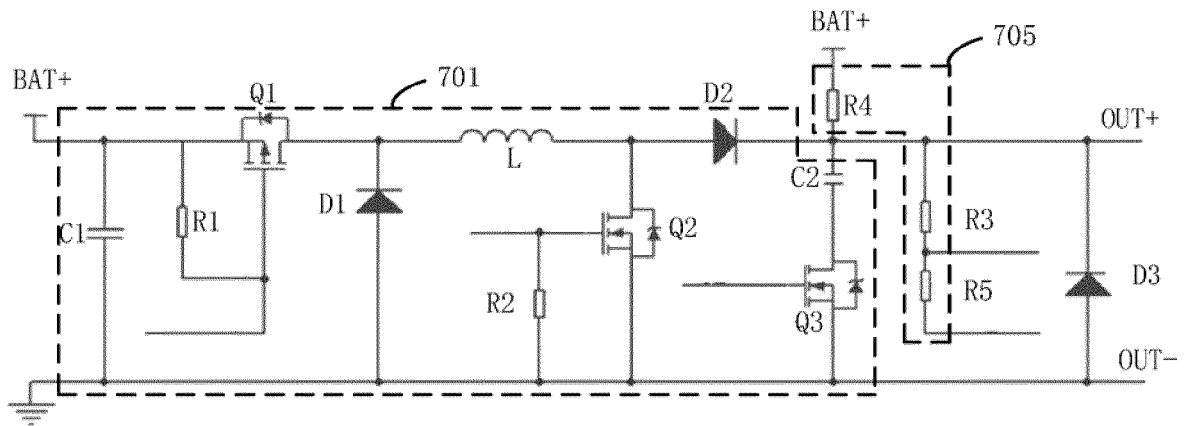 BAT+
705
BAT+
701
Q1
D2
R4
OUT+
L
C2
D1
R1
C1
Q2
R3
R2
Q3
R5
D3
OUT-